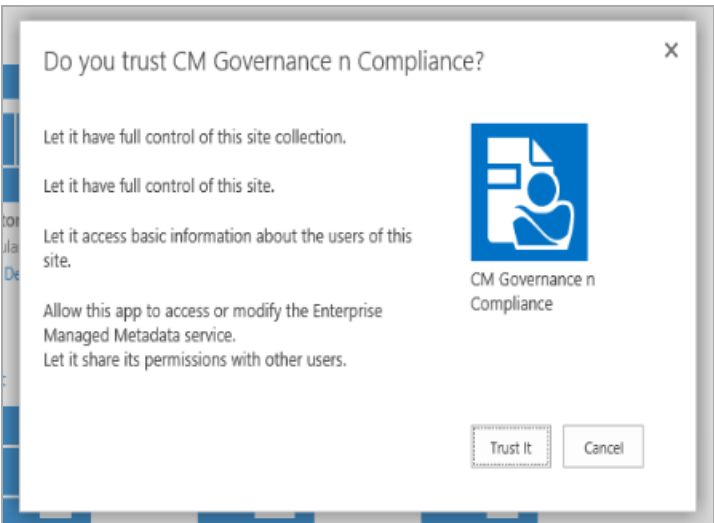 Do you trust CM Governance n Compliance?
Let it have full control of this site collection.
Let it have full control of this site.
Let it access basic information about the users of this
site.
Allow this app to access or modify the Enterprise
Managed Metadata service.
Let it share its permissions with other users.
CM Governance n
Compliance
Trust It
Cancel